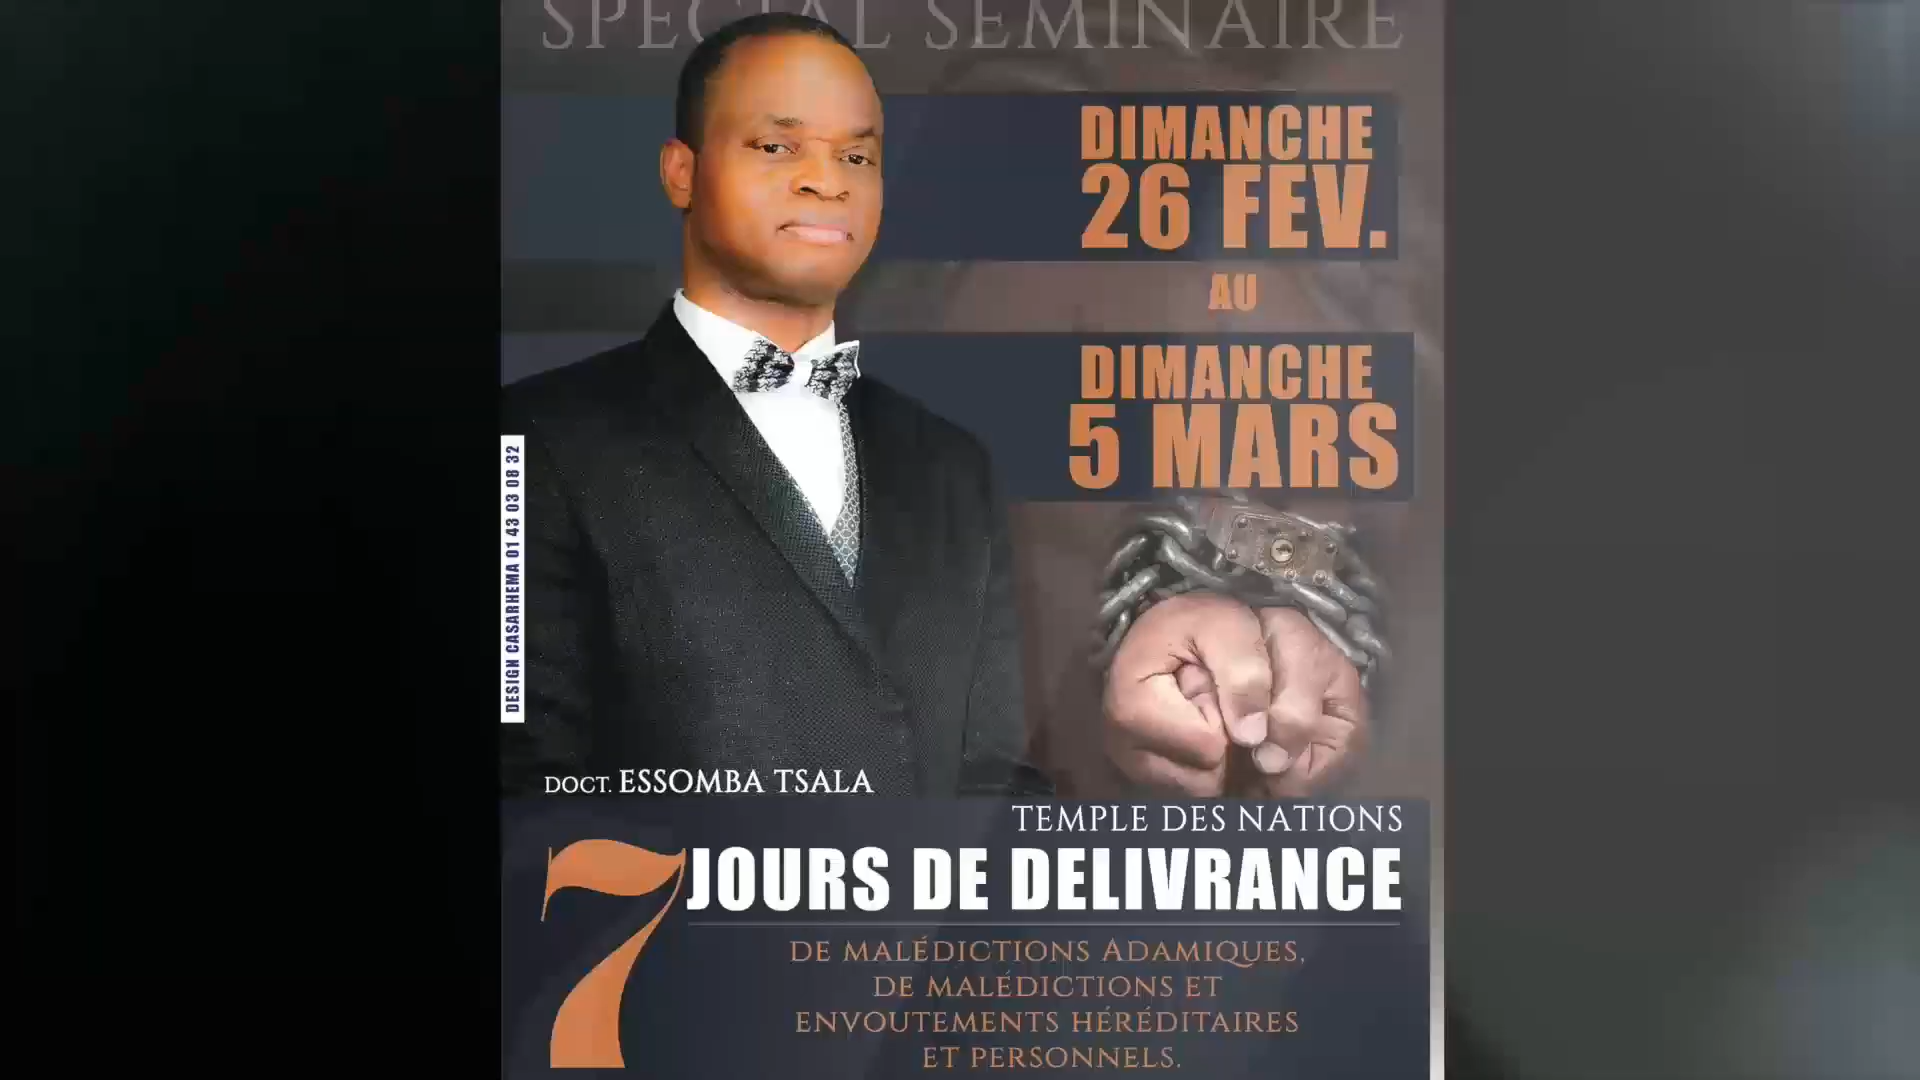 SPECIAL SEMINAIRE
DIMANCHE
26 FEV.
AU
DIMANCHE
5 MARS
DESIGN CASARHEMA 01 43 03 08 32
DOCT. ESSOMBA TSALA
TEMPLE DES NATIONS
7 JOURS DE DELIVRANCE
DE MALÉDICTIONS ADAMIQUES,
DE MALÉDICTIONS ET
ENVOUTEMENTS HÉRÉDITAIRES
ET PERSONNELS.